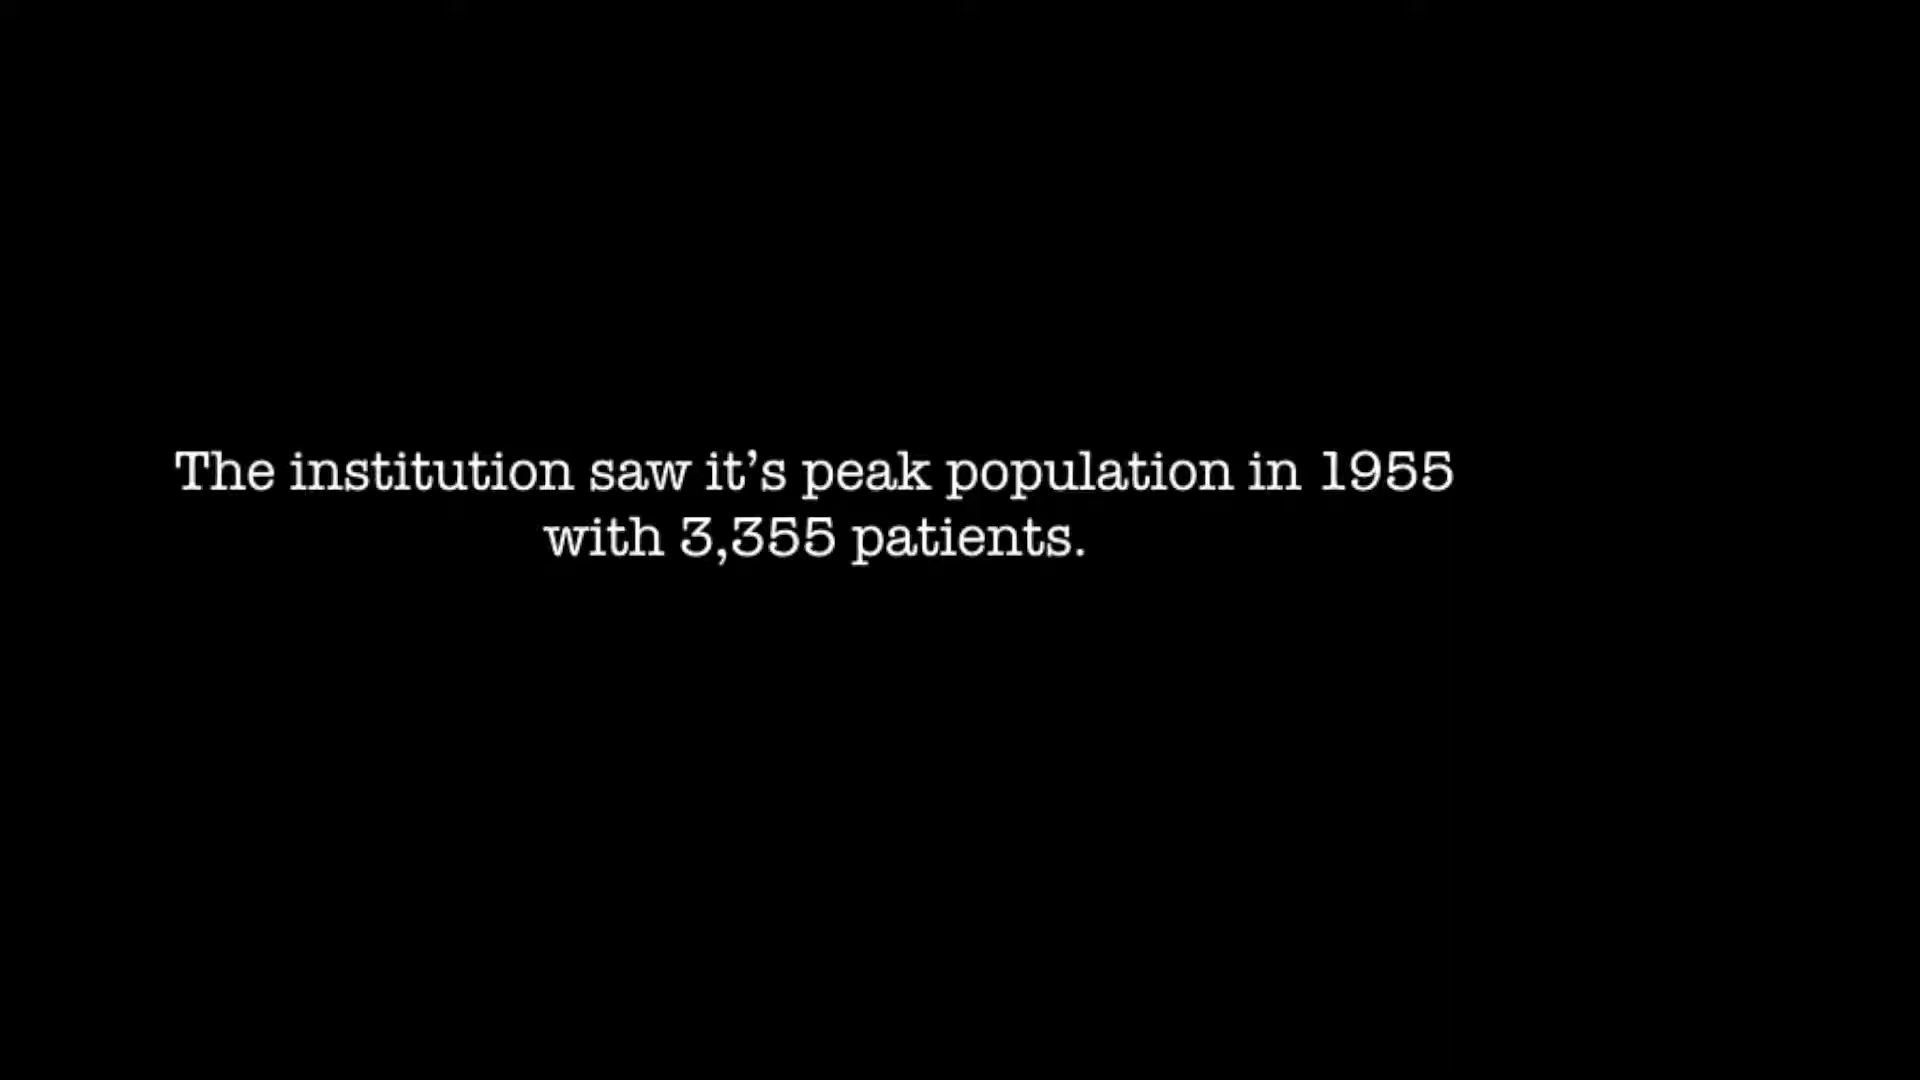 The institution saw it’s peak population in 1955
with 3,355 patients.